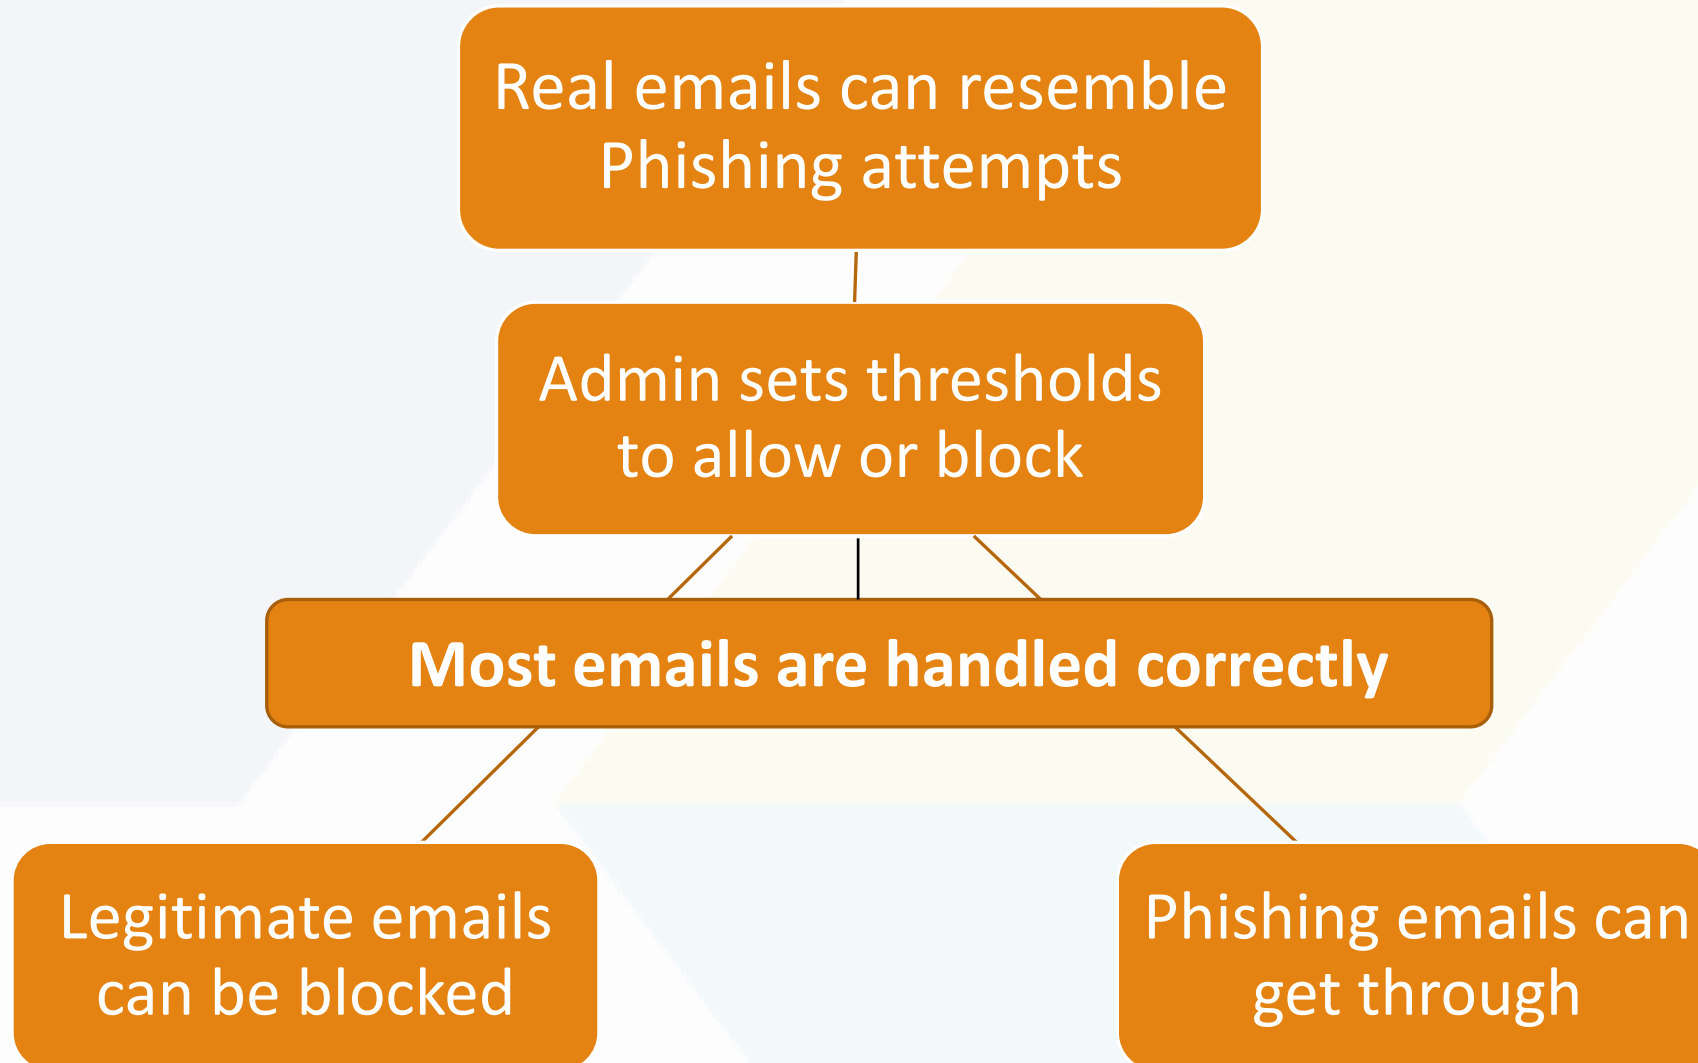 Real emails can resemble
Phishing attempts
Admin sets thresholds
to allow or block
Most emails are handled correctly
Legitimate emails
can be blocked
Phishing emails can
get through